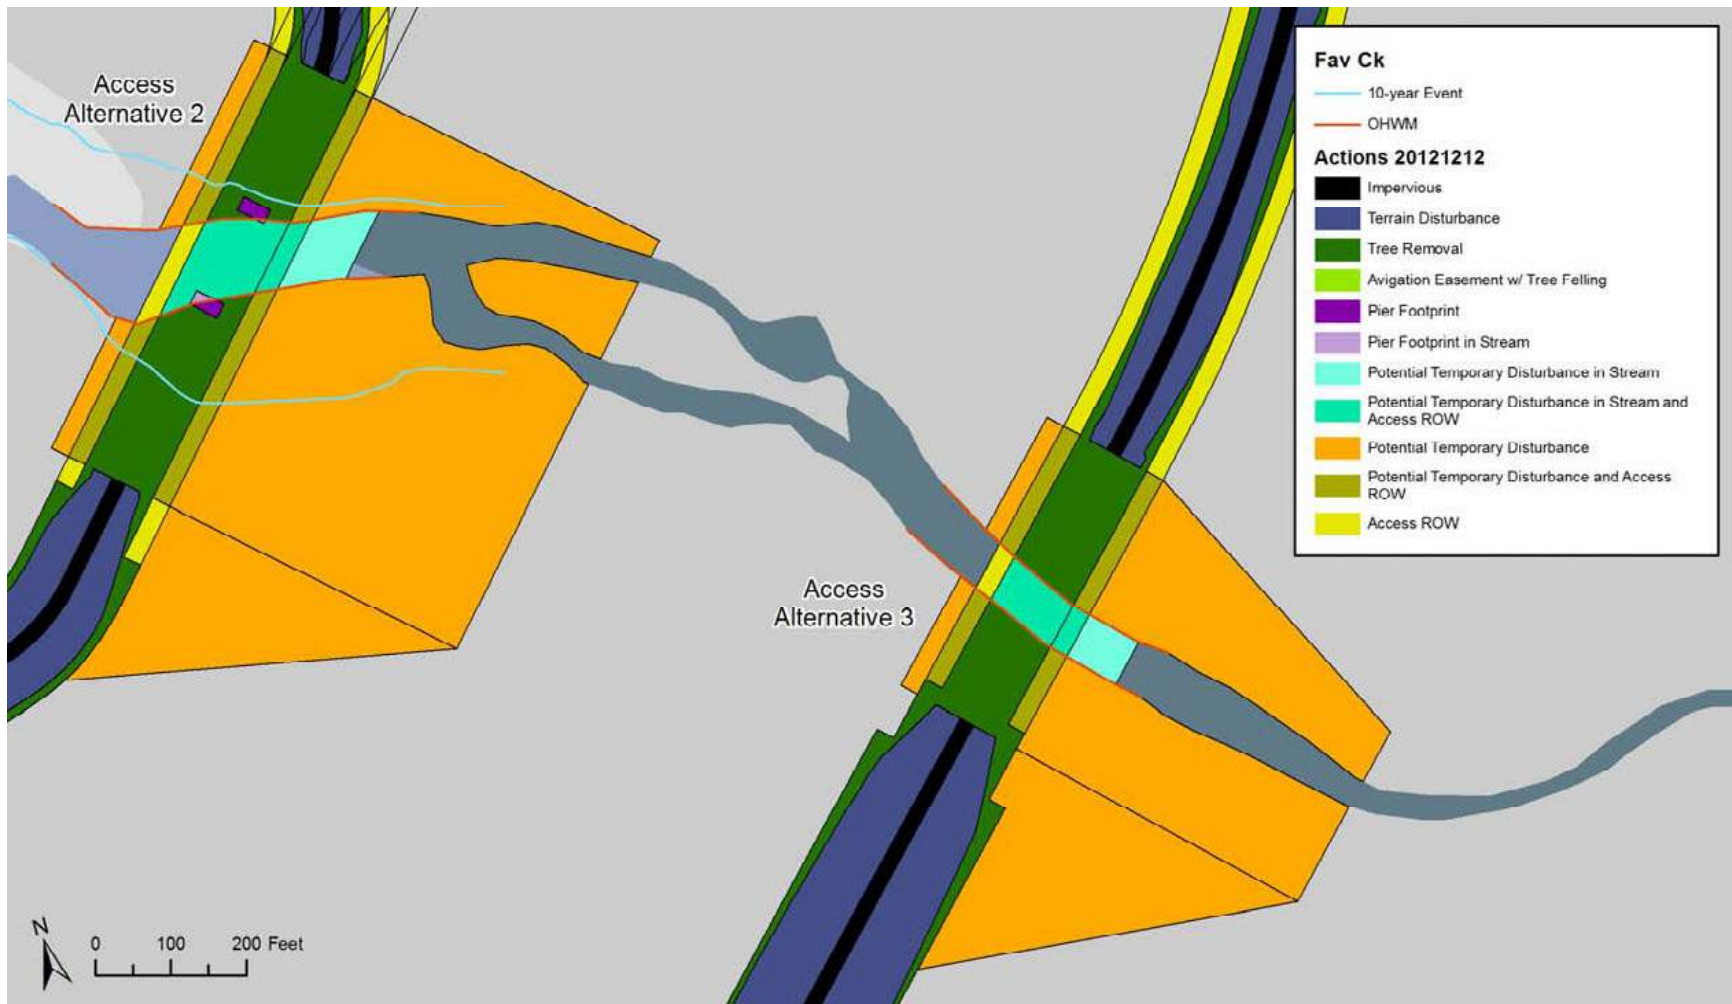 Access
Alternative 2
Fav Ck
10-year Event
OHWM
Actions 20121212
Impervious
Terrain Disturbance
Tree Removal
Avigation Easement w/ Tree Felling
Pier Footprint
Pier Footprint in Stream
Potential Temporary Disturbance in Stream
Potential Temporary Disturbance in Stream and
Access ROW
Potential Temporary Disturbance
Potential Temporary Disturbance and Access
ROW
Access ROW
Access
Alternative 3
N
0 100 200 Feet